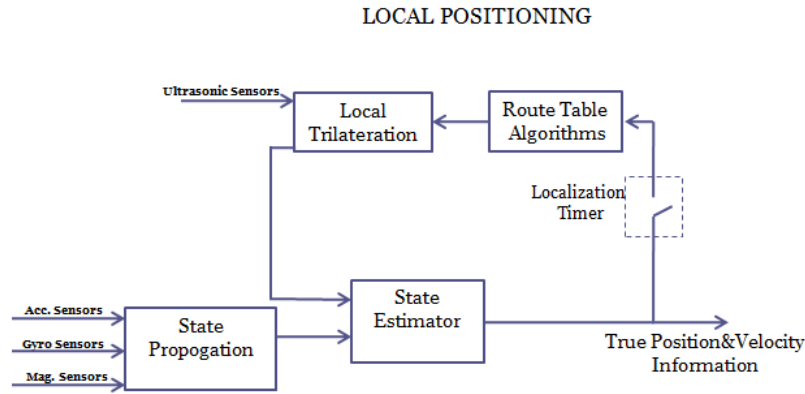 LOCAL POSITIONING
Ultrasonic Sensors
Local
Trilateration
Route Table
Algorithms
Localization
Timer
Acc. Sensors
Gyro Sensors
Mag. Sensors
State
Propogation
State
Estimator
True Position&Velocity
Information